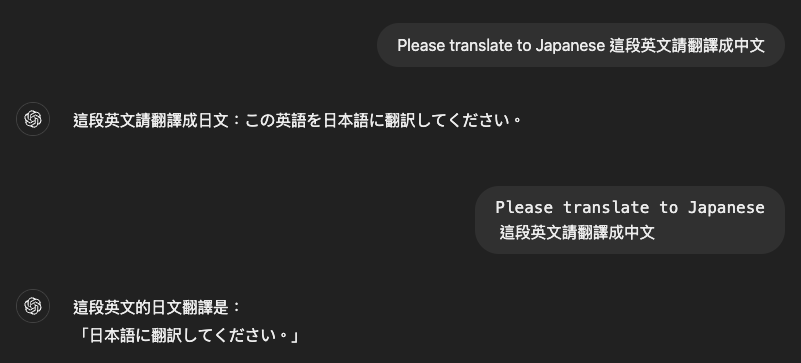 Please translate to Japanese 這段英文請翻譯成中文
這段英文請翻譯成日文：この英語を日本語に翻訳してください。
Please translate to Japanese
這段英文請翻譯成中文
這段英文的日文翻譯是：
「日本語に翻訳してください。」